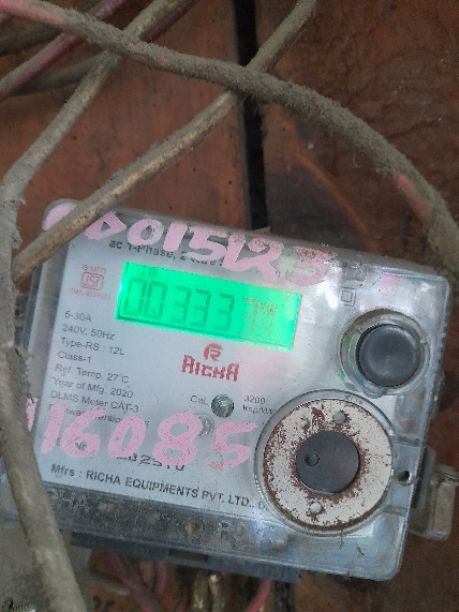 D015123
ac 1-Phase, 2
00333
5-30A
240V, 50Hz
Type-RS : 12L
Class-1
Ref. Temp. 27°C
Year of Mfg. 2020
DLMS Meter CAT-3
RICHA
Cal.
3200
16085
Mfrs : RICHA EQUIPMENTS PVT. LTD.,